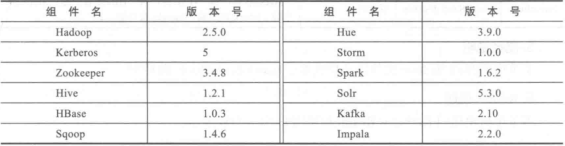 组件名 版本号 组件名 版本号
Hadoop 2.5.0 Hue 3.9.0
Kerberos 5 Storm 1.0.0
Zookeeper 3.4.8 Spark 1.6.2
Hive 1.2.1 Solr 5.3.0
HBase 1.0.3 Kafka 2.10
Sqoop 1.4.6 Impala 2.2.0